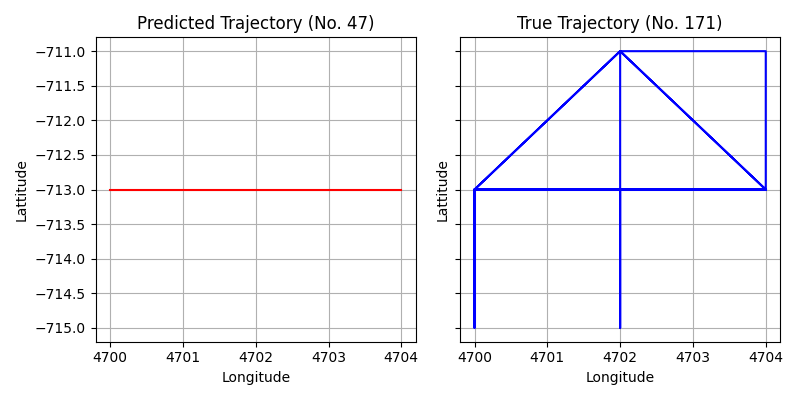 Predicted Trajectory (No. 47)
True Trajectory (No. 171)
Lattitude
−711.0
−711.5
−712.0
−712.5
−713.0
−713.5
−714.0
−714.5
−715.0
4700 4701 4702 4703 4704
Longitude
Lattitude
4700 4701 4702 4703 4704
Longitude